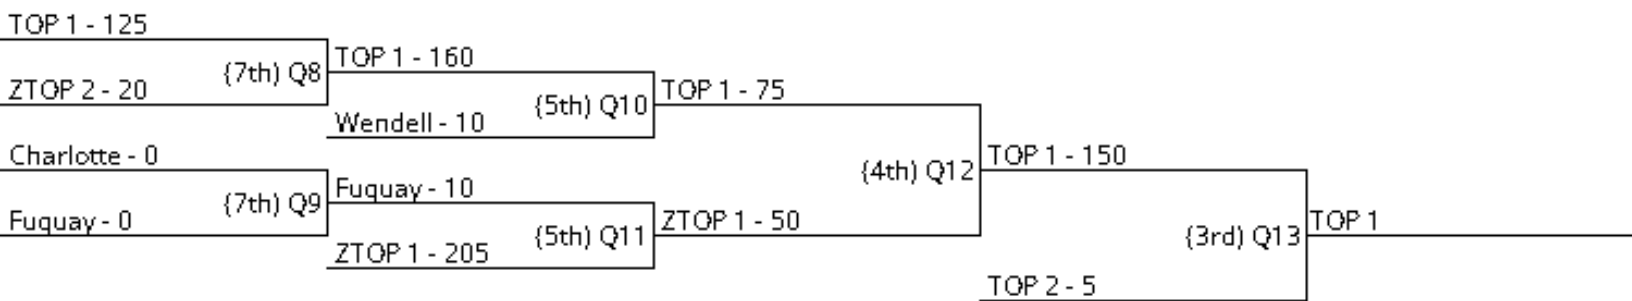 TOP 1 - 125
(7th) Q8
ZTOP 2 - 20
TOP 1 - 160
(5th) Q10
Wendell - 10
TOP 1 - 75
Charlotte - 0
(7th) Q9
Fuquay - 0
Fuquay - 10
(5th) Q11
ZTOP 1 - 205
ZTOP 1 - 50
(4th) Q12
TOP 1 - 150
(3rd) Q13
TOP 2 - 5
TOP 1